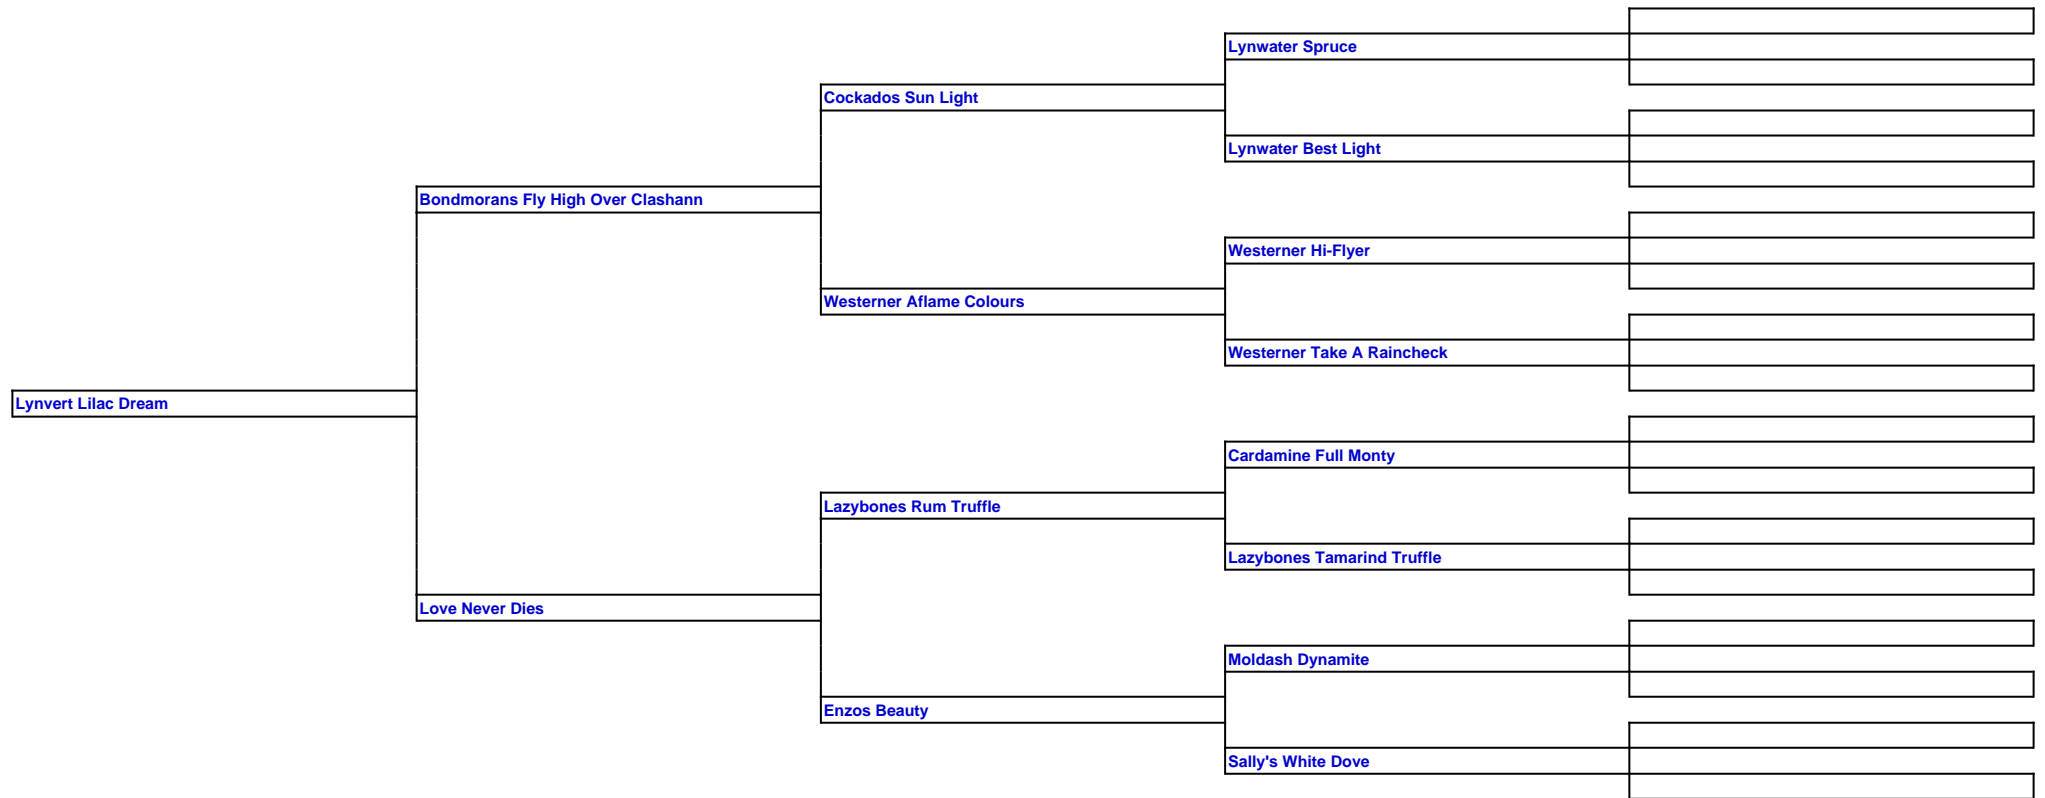 Lynwater Spruce
Cockados Sun Light
Lynwater Best Light
Bondmorans Fly High Over Clashann
Westerner Hi-Flyer
Westerner Aflame Colours
Westerner Take A Raincheck
Lynvert Lilac Dream
Cardamine Full Monty
Lazybones Rum Truffle
Lazybones Tamarind Truffle
Love Never Dies
Moldash Dynamite
Enzos Beauty
Sally's White Dove